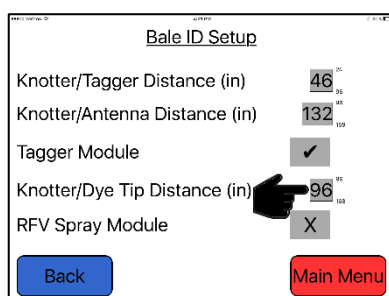 Bale ID Setup
Knotter/Tagger Distance (in) 46
Knotter/Antenna Distance (in) 132
Tagger Module ✔
Knotter/Dye Tip Distance (in) 96
RFV Spray Module X
Back Main Menu